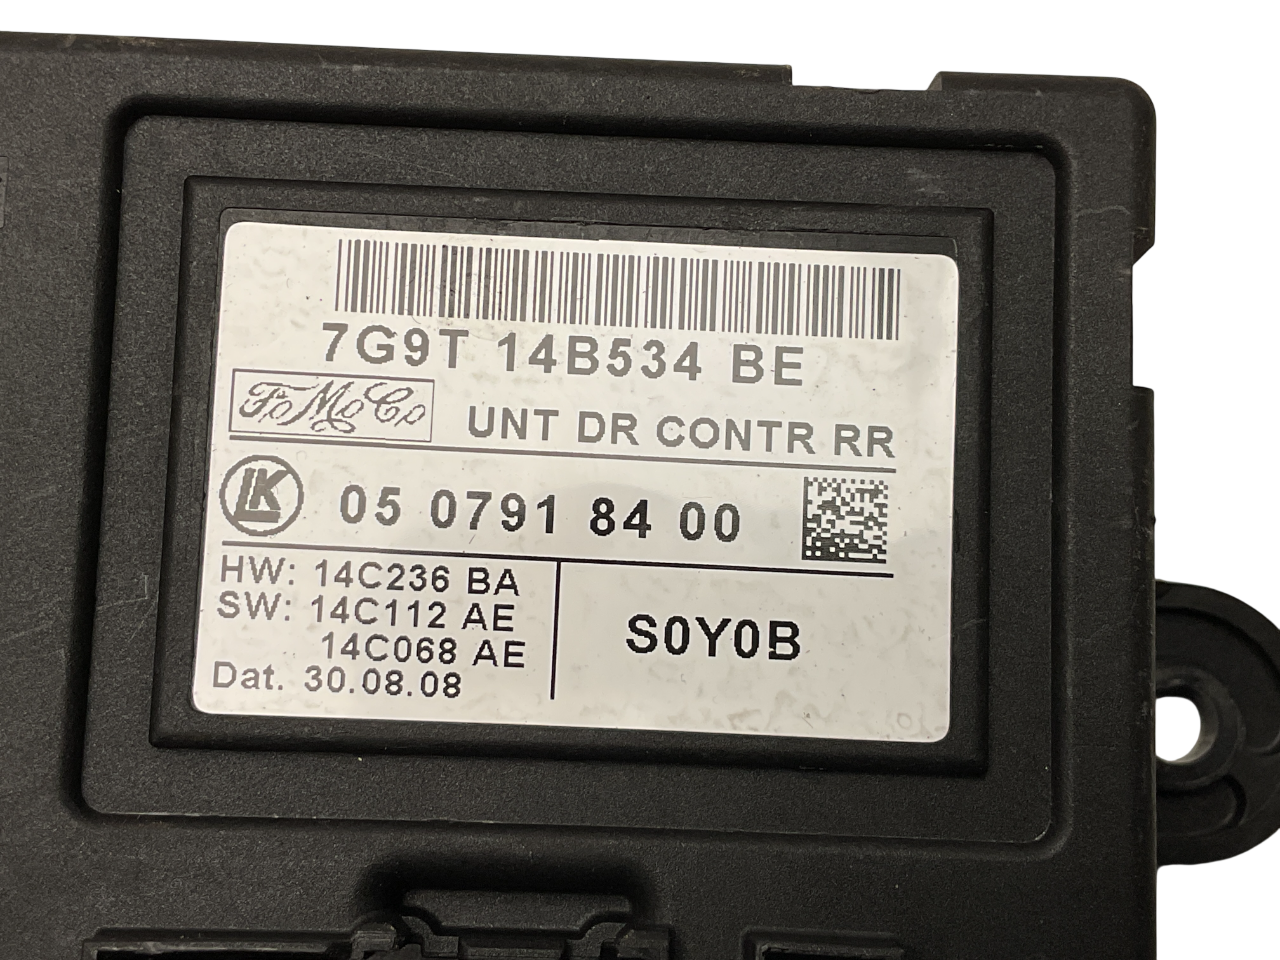 7G9T 14B534 BE
FoMoCo
UNT DR CONTR RR
LK
05 0791 84 00
HW: 14C236 BA
SW: 14C112 AE
14C068 AE
Dat. 30.08.08
S0Y0B